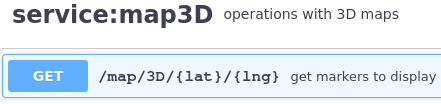 service:map3D operations with 3D maps
GET /map/3D/{lat}/{lng} get markers to display